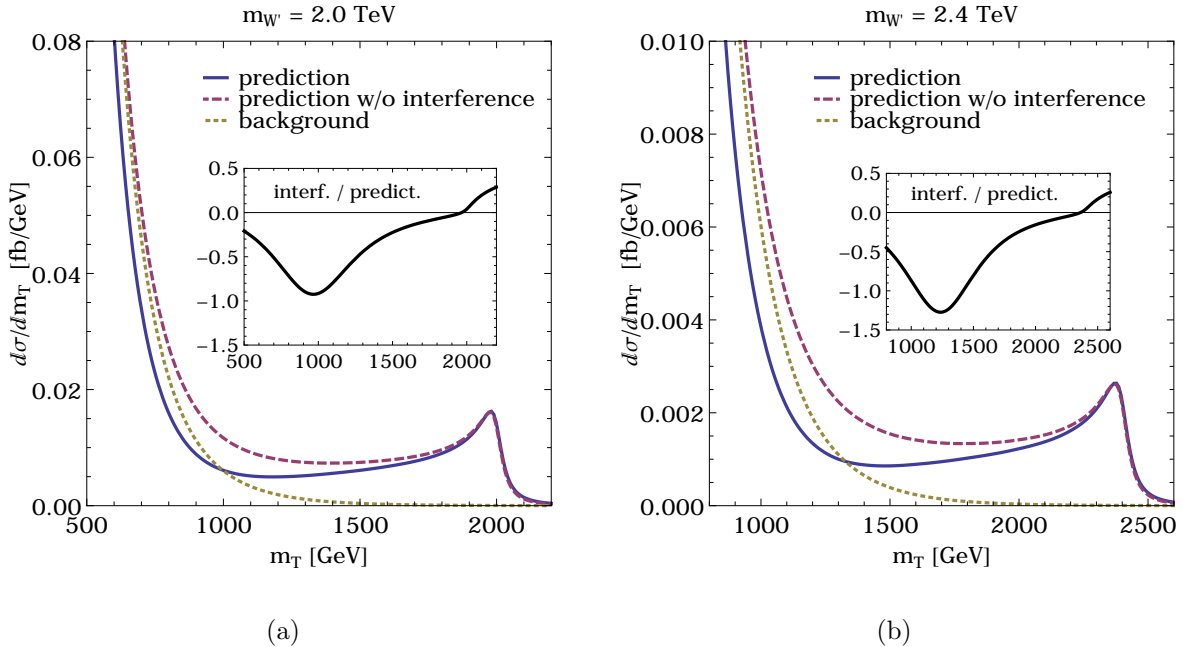 m_W' = 2.0 TeV
0.08
0.06
0.04
0.02
0.00
dσ/dm_T [fb/GeV]
prediction
prediction w/o interference
background
0.5
0.0
−0.5
−1.0
−1.5
interf. / predict.
500 1000 1500 2000
500 1000 1500 2000
m_T [GeV]
(a)
m_W' = 2.4 TeV
0.010
0.008
0.006
0.004
0.002
0.000
dσ/dm_T [fb/GeV]
prediction
prediction w/o interference
background
0.5
0.0
−0.5
−1.0
−1.5
interf. / predict.
1000 1500 2000 2500
1000 1500 2000 2500
m_T [GeV]
(b)